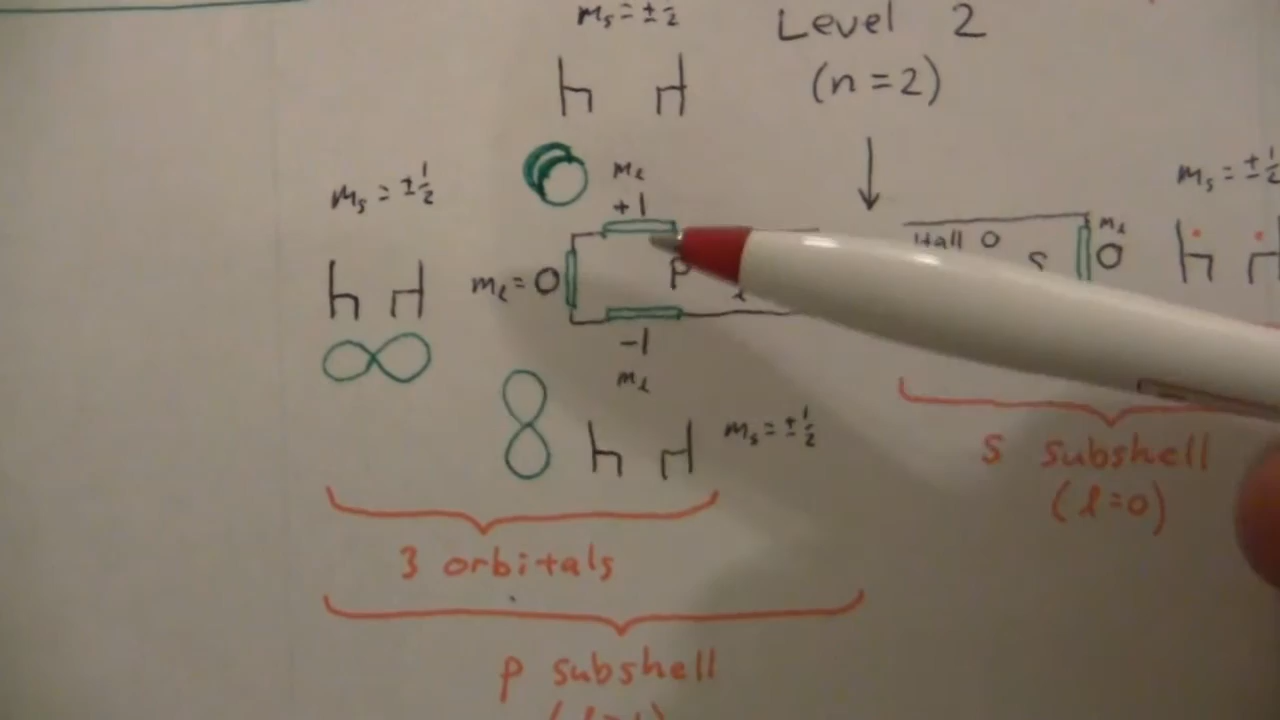 mₛ = ±½
Level 2
(n = 2)
mₛ = ±½
mₗ
+1
mₗ = 0
p
−1
mₗ
mₛ = ±½
Hall 0
s
mₗ
0
mₛ = ±½
3 orbitals
p subshell
s subshell
(l=0)